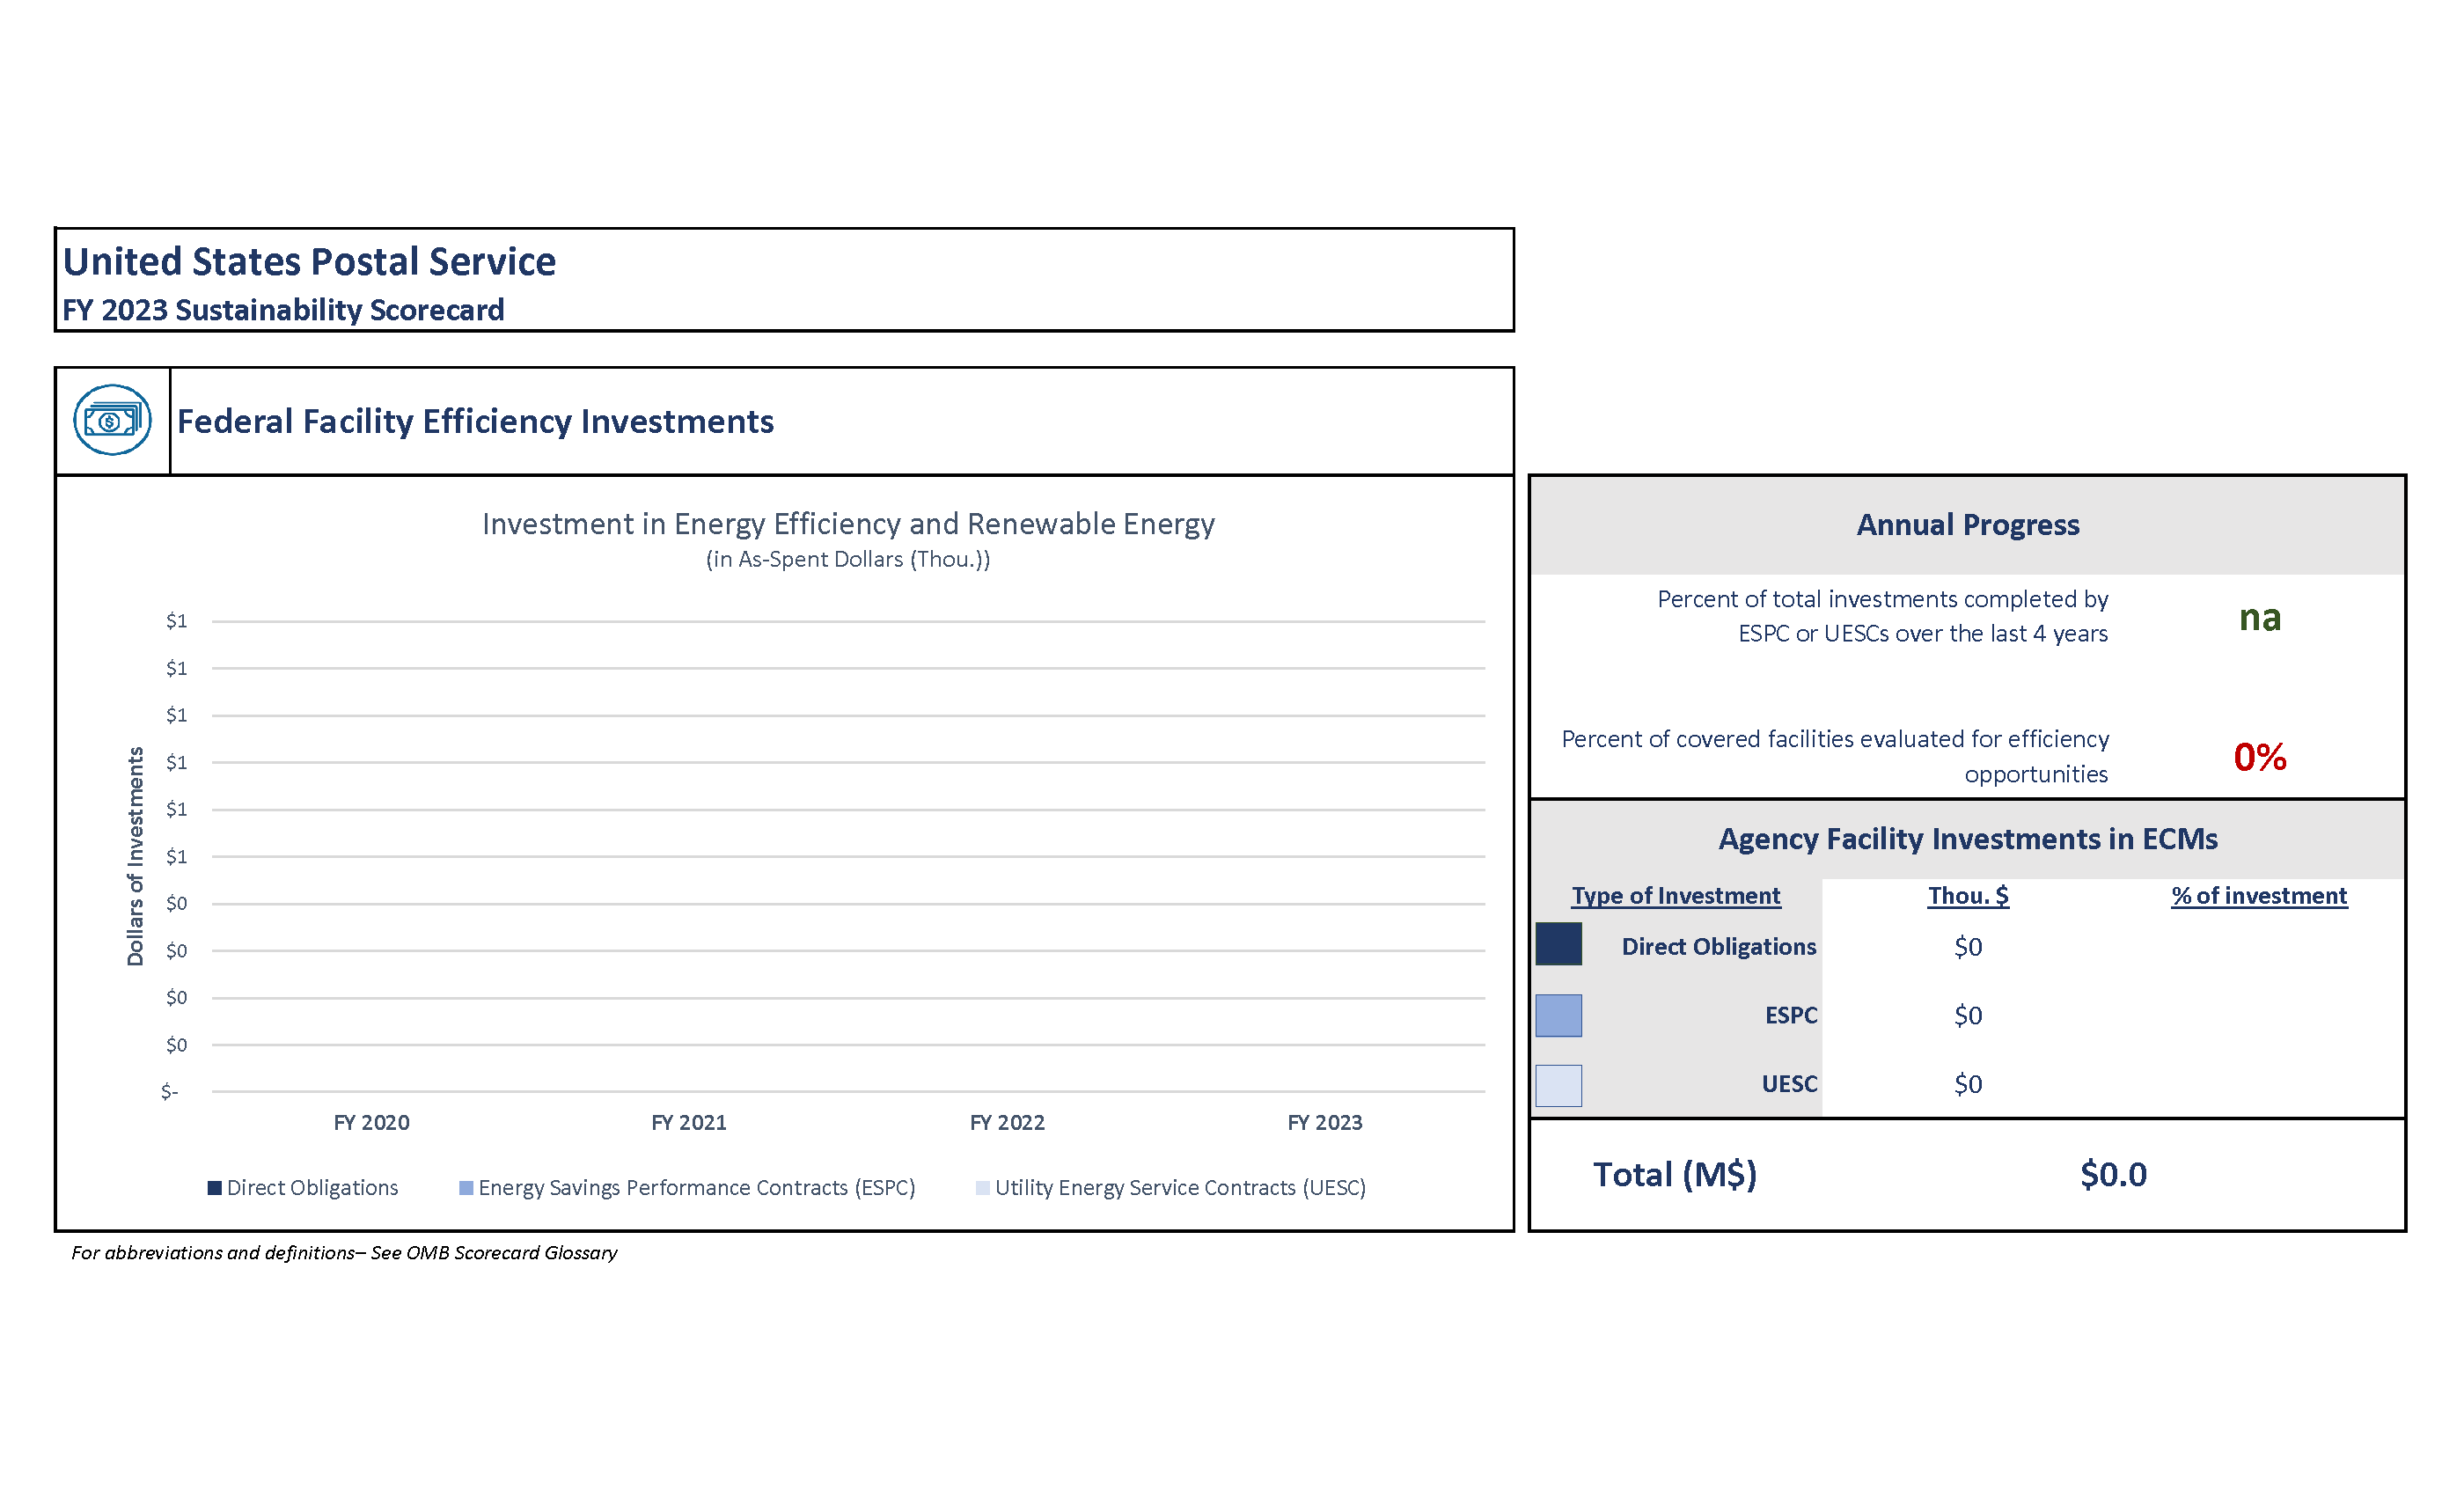 United States Postal Service
FY 2023 Sustainability Scorecard
Federal Facility Efficiency Investments
Investment in Energy Efficiency and Renewable Energy
(in As-Spent Dollars (Thou.))
Dollars of Investments
$1
$1
$1
$1
$1
$1
$0
$0
$0
$0
$-
FY 2020 FY 2021 FY 2022 FY 2023
Direct Obligations Energy Savings Performance Contracts (ESPC) Utility Energy Service Contracts (UESC)
For abbreviations and definitions– See OMB Scorecard Glossary
Annual Progress
Percent of total investments completed by
ESPC or UESCs over the last 4 years
na
Percent of covered facilities evaluated for efficiency
opportunities
0%
Agency Facility Investments in ECMs
Type of Investment Thou. $ % of investment
Direct Obligations $0
ESPC $0
UESC $0
Total (M$) $0.0